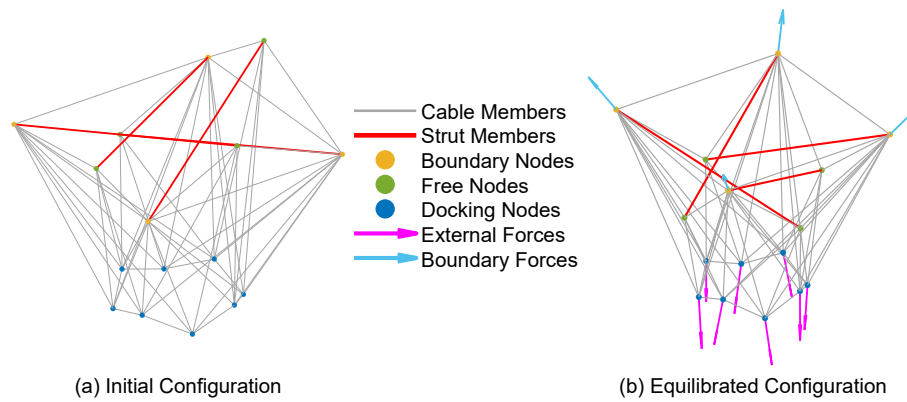 Cable Members
Strut Members
Boundary Nodes
Free Nodes
Docking Nodes
External Forces
Boundary Forces
(a) Initial Configuration
(b) Equilibrated Configuration